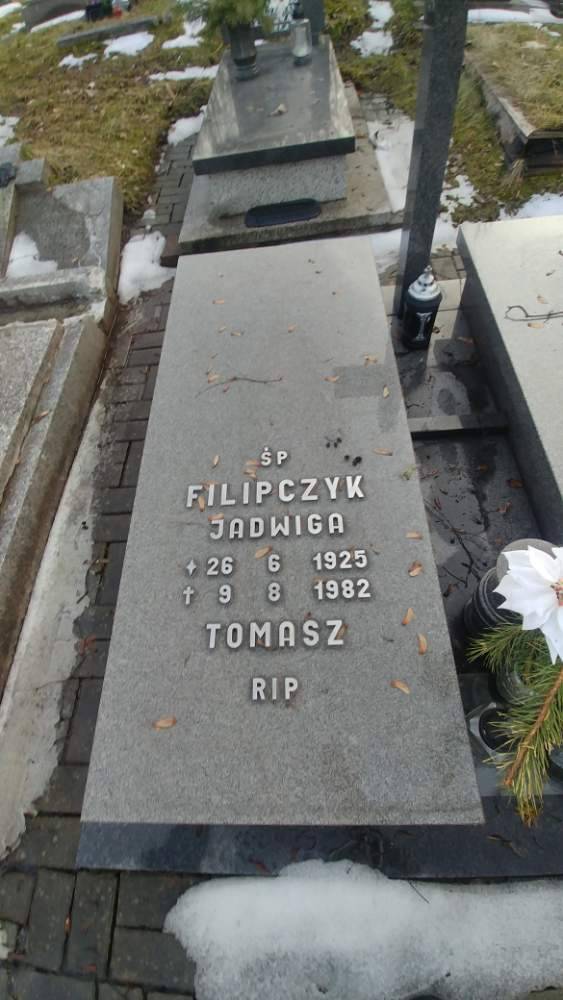 ŚP
FILIPCZYK
JADWIGA
26 6 1925
† 9 8 1982
TOMASZ
RIP